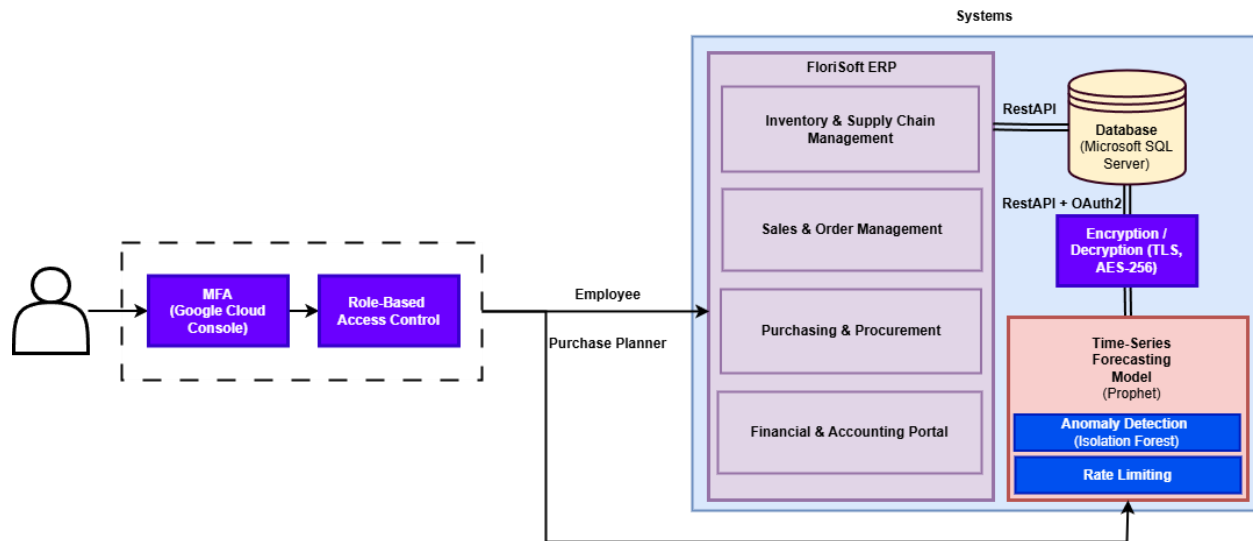 Systems
FloriSoft ERP
Inventory & Supply Chain
Management
RestAPI
Database
(Microsoft SQL
Server)
Sales & Order Management
RestAPI + OAuth2
Encryption /
Decryption (TLS,
AES-256)
MFA
(Google Cloud
Console)
Role-Based
Access Control
Employee
Purchase Planner
Purchasing & Procurement
Time-Series
Forecasting
Model
(Prophet)
Anomaly Detection
(Isolation Forest)
Rate Limiting
Financial & Accounting Portal